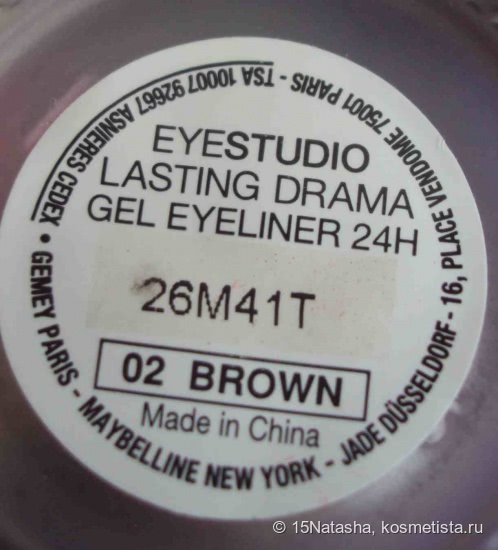 EYESTUDIO
LASTING DRAMA
GEL EYELINER 24H
26M41T
02 BROWN
Made in China
GEMEY PARIS - MAYBELLINE NEW YORK - JADE DÜSSELDORF - 16, PLACE VENDOME 75001 PARIS - TSA 10007 92667 ASNIERES CEDEX •
© 15Natasha, kosmetista.ru